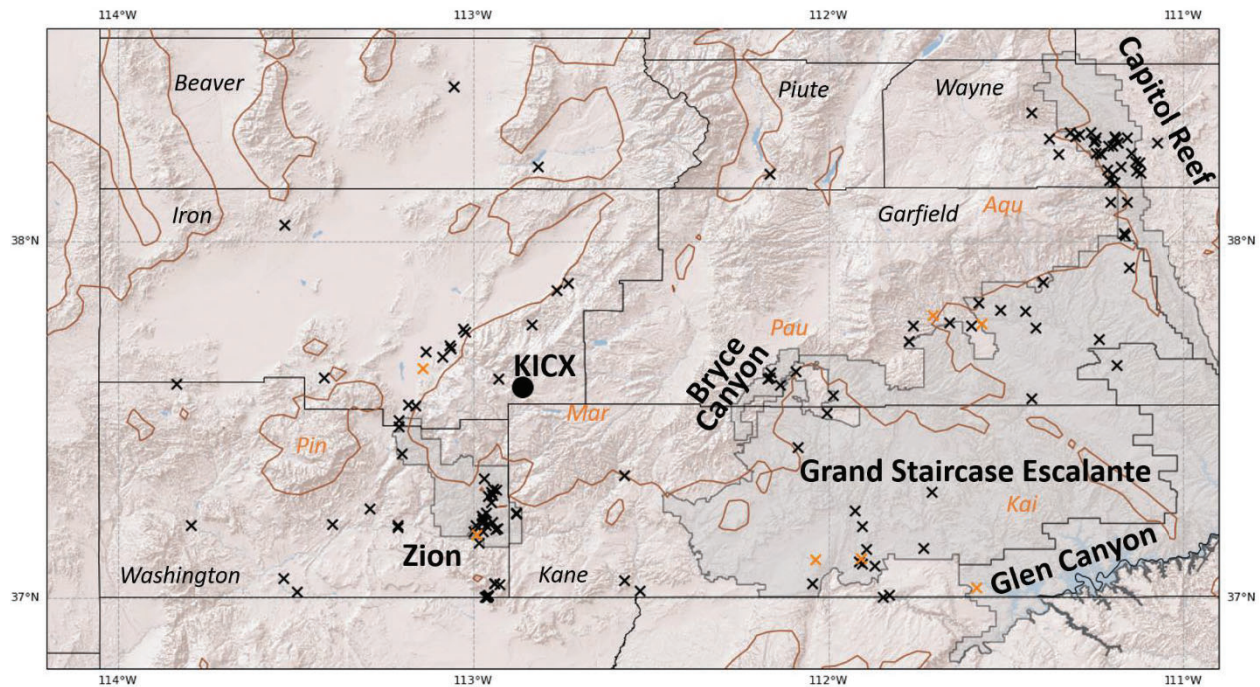 114°W 113°W 112°W 111°W
Beaver
Piute
Wayne
Capitol Reef
Iron
Garfield
Aqu
38°N 38°N
Pau
KICX
Bryce
Canyon
Mar
Pin
Grand Staircase Escalante
Kai
Zion
Glen Canyon
Washington
Kane
37°N 37°N
114°W 113°W 112°W 111°W